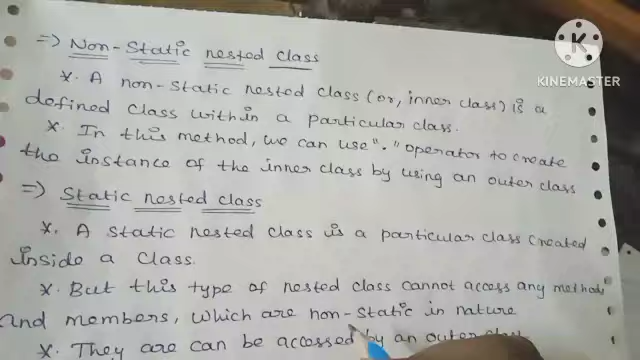 => Non-Static nested class
*. A non-static nested class (or, inner class) is a
defined class within a particular class.
*. In this method, we can use "." operator to create
the instance of the inner class by using an outer class
=> Static nested class
*. A static nested class is a particular class created
inside a class.
*. But this type of nested class cannot access any methods
and members, which are non-static in nature
*. They are can be accessed by an outer class
KINEMASTER